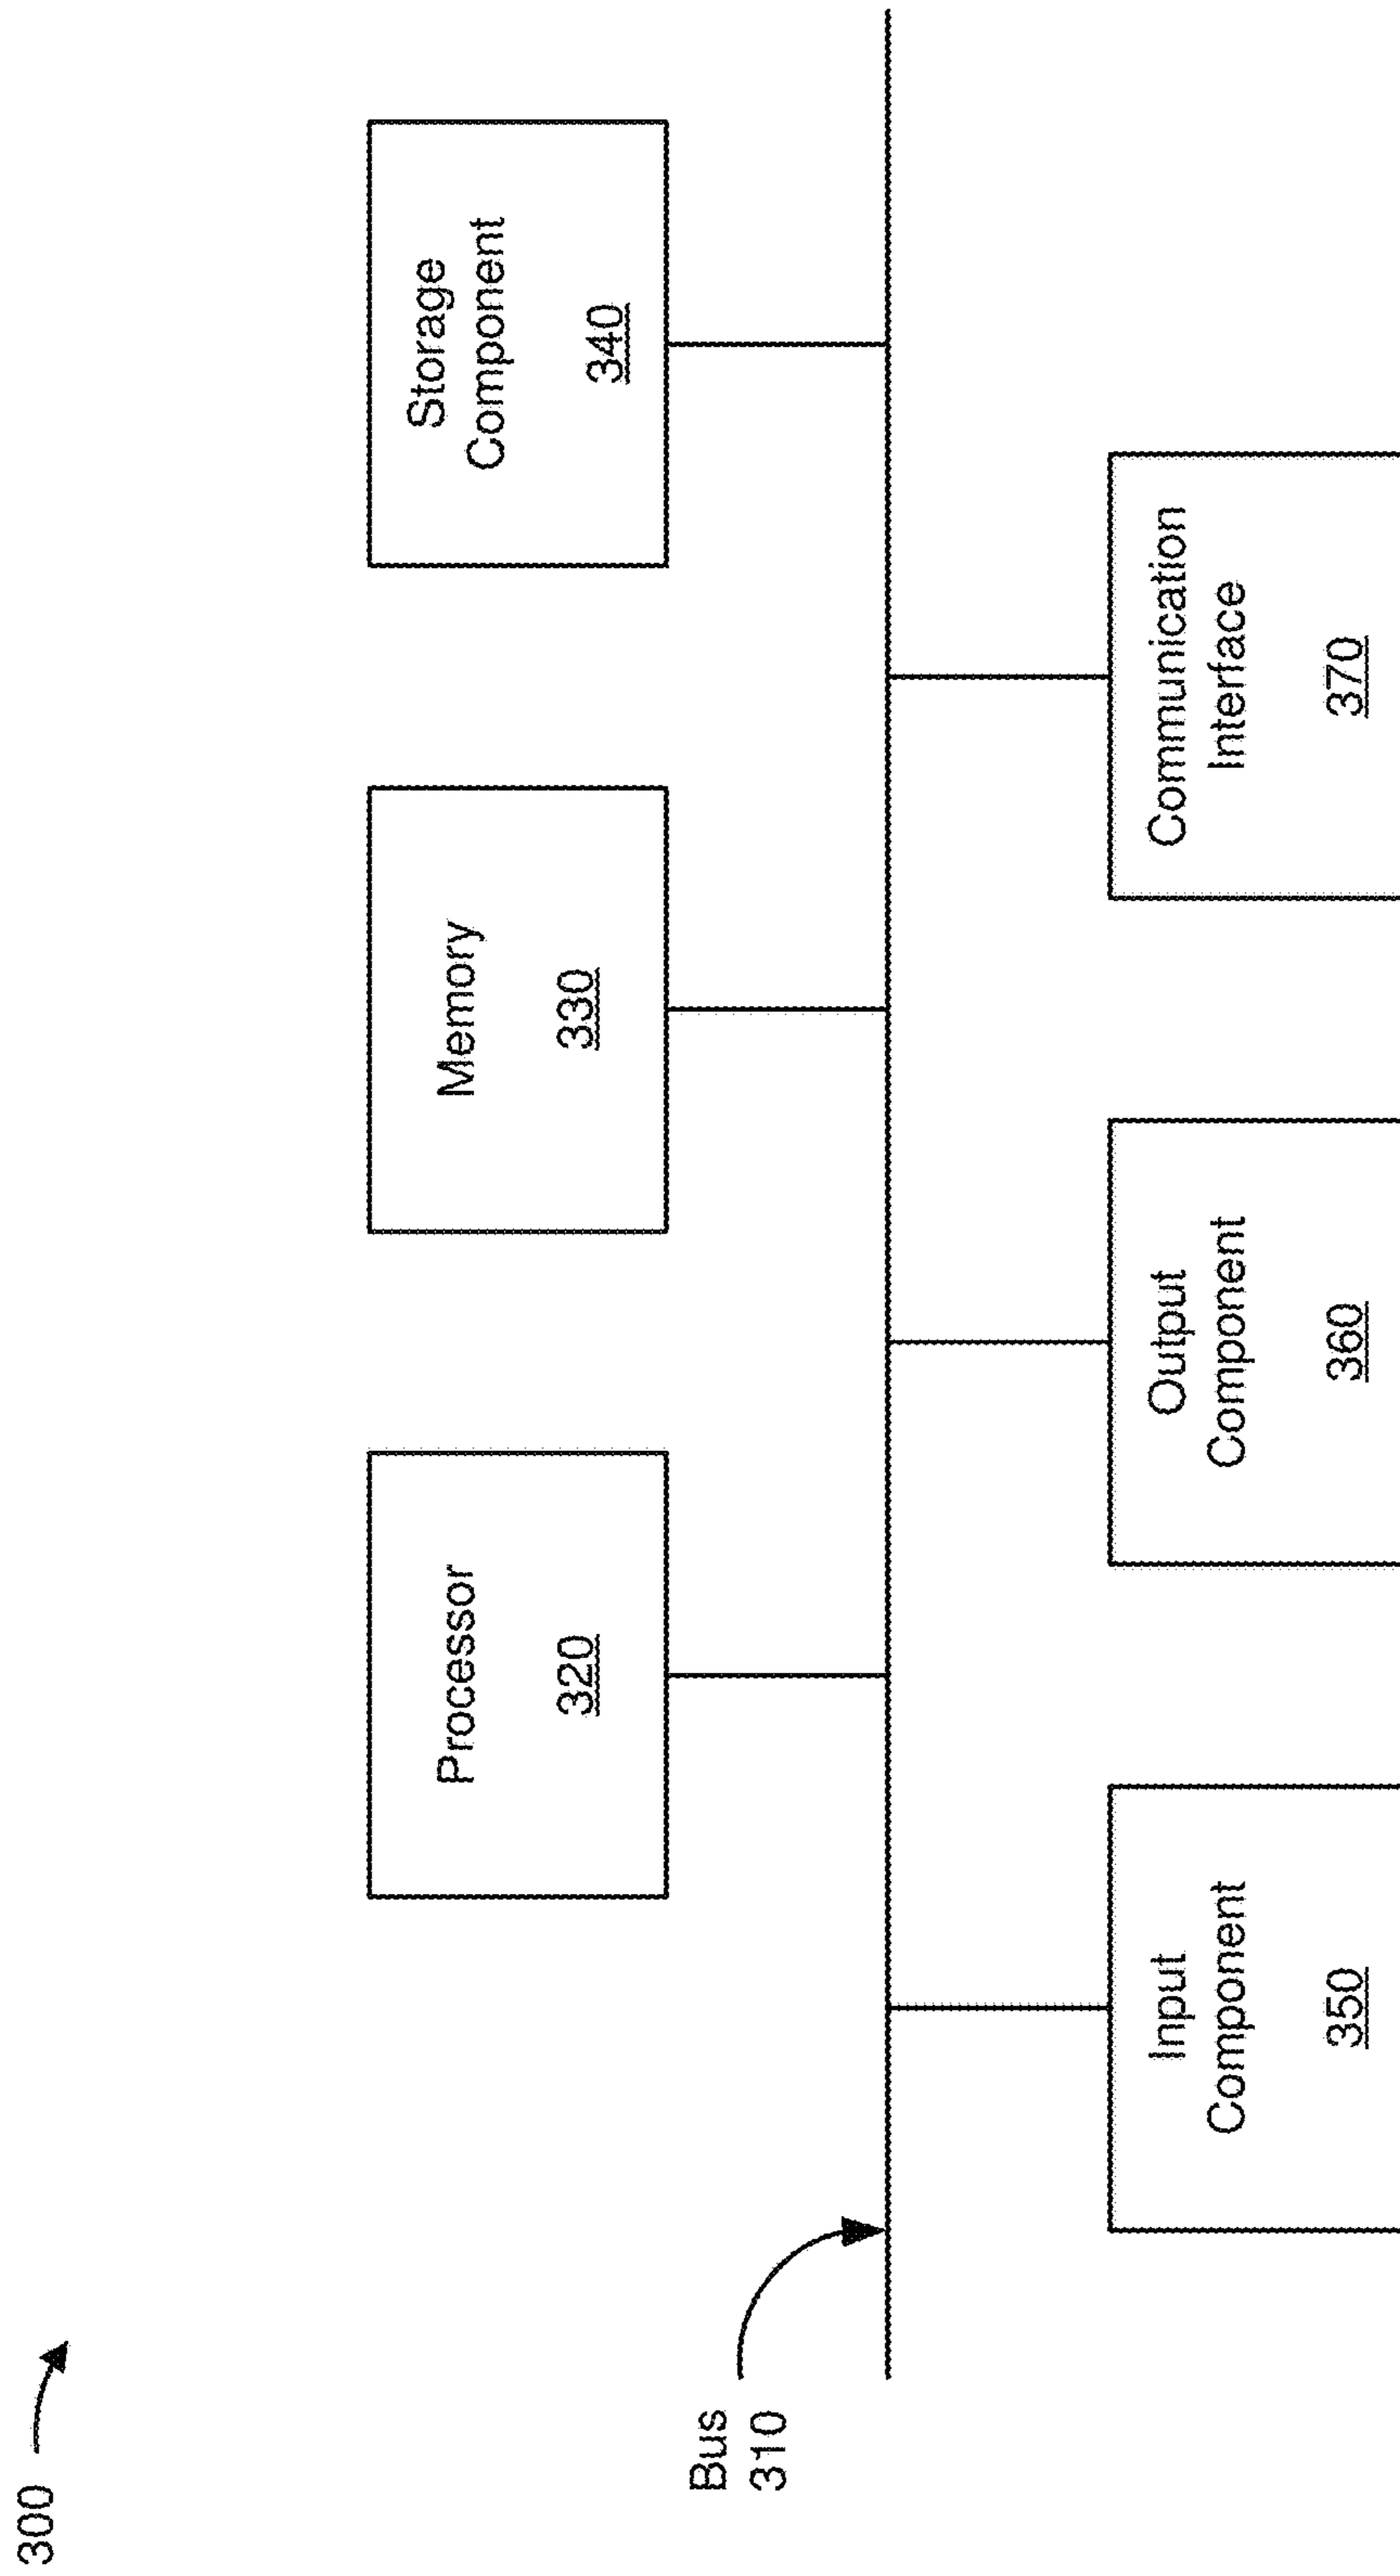 300
Processor
320
Memory
330
Storage
Component
340
Bus
310
Input
Component
350
Output
Component
360
Communication
Interface
370